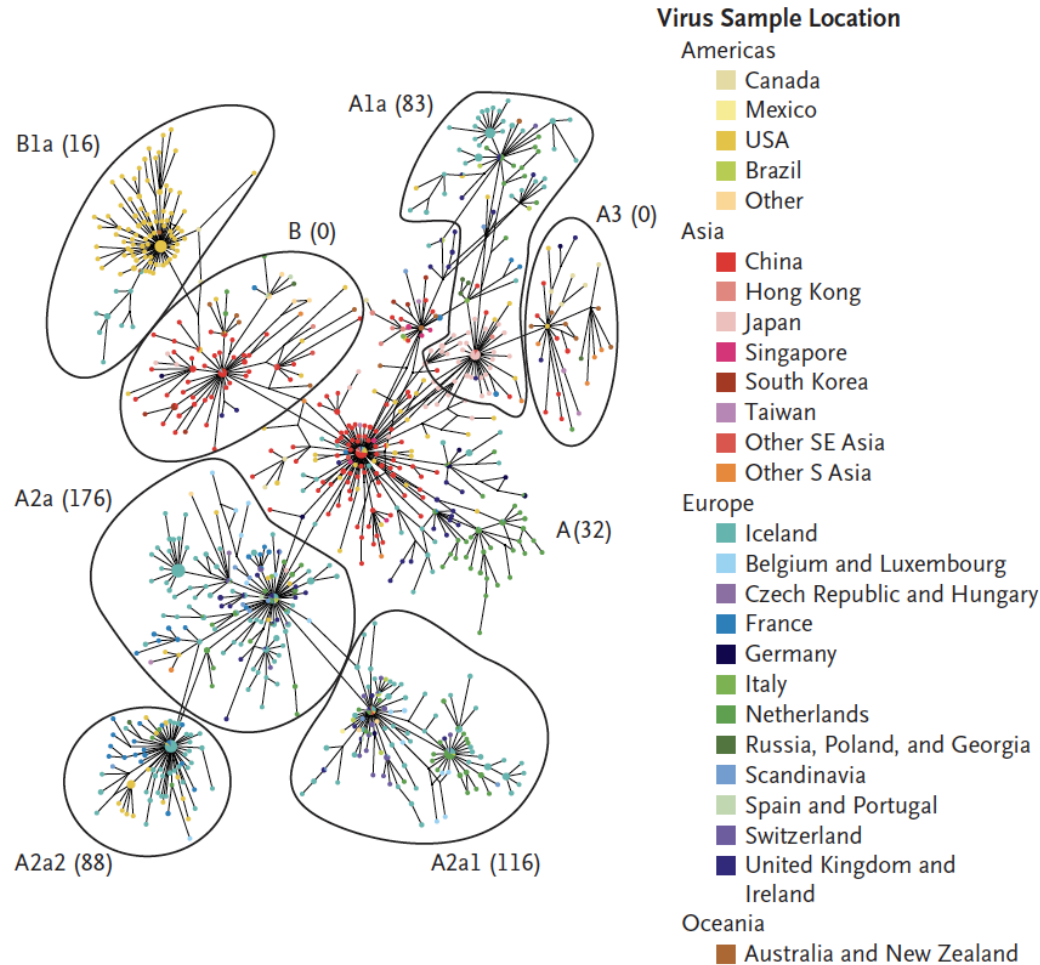 Virus Sample Location
Americas
Canada
Mexico
USA
Brazil
Other
Asia
China
Hong Kong
Japan
Singapore
South Korea
Taiwan
Other SE Asia
Other S Asia
Europe
Iceland
Belgium and Luxembourg
Czech Republic and Hungary
France
Germany
Italy
Netherlands
Russia, Poland, and Georgia
Scandinavia
Spain and Portugal
Switzerland
United Kingdom and
Ireland
Oceania
Australia and New Zealand
A1a (83)
B1a (16)
A3 (0)
B (0)
A2a (176)
A (32)
A2a2 (88)
A2a1 (116)